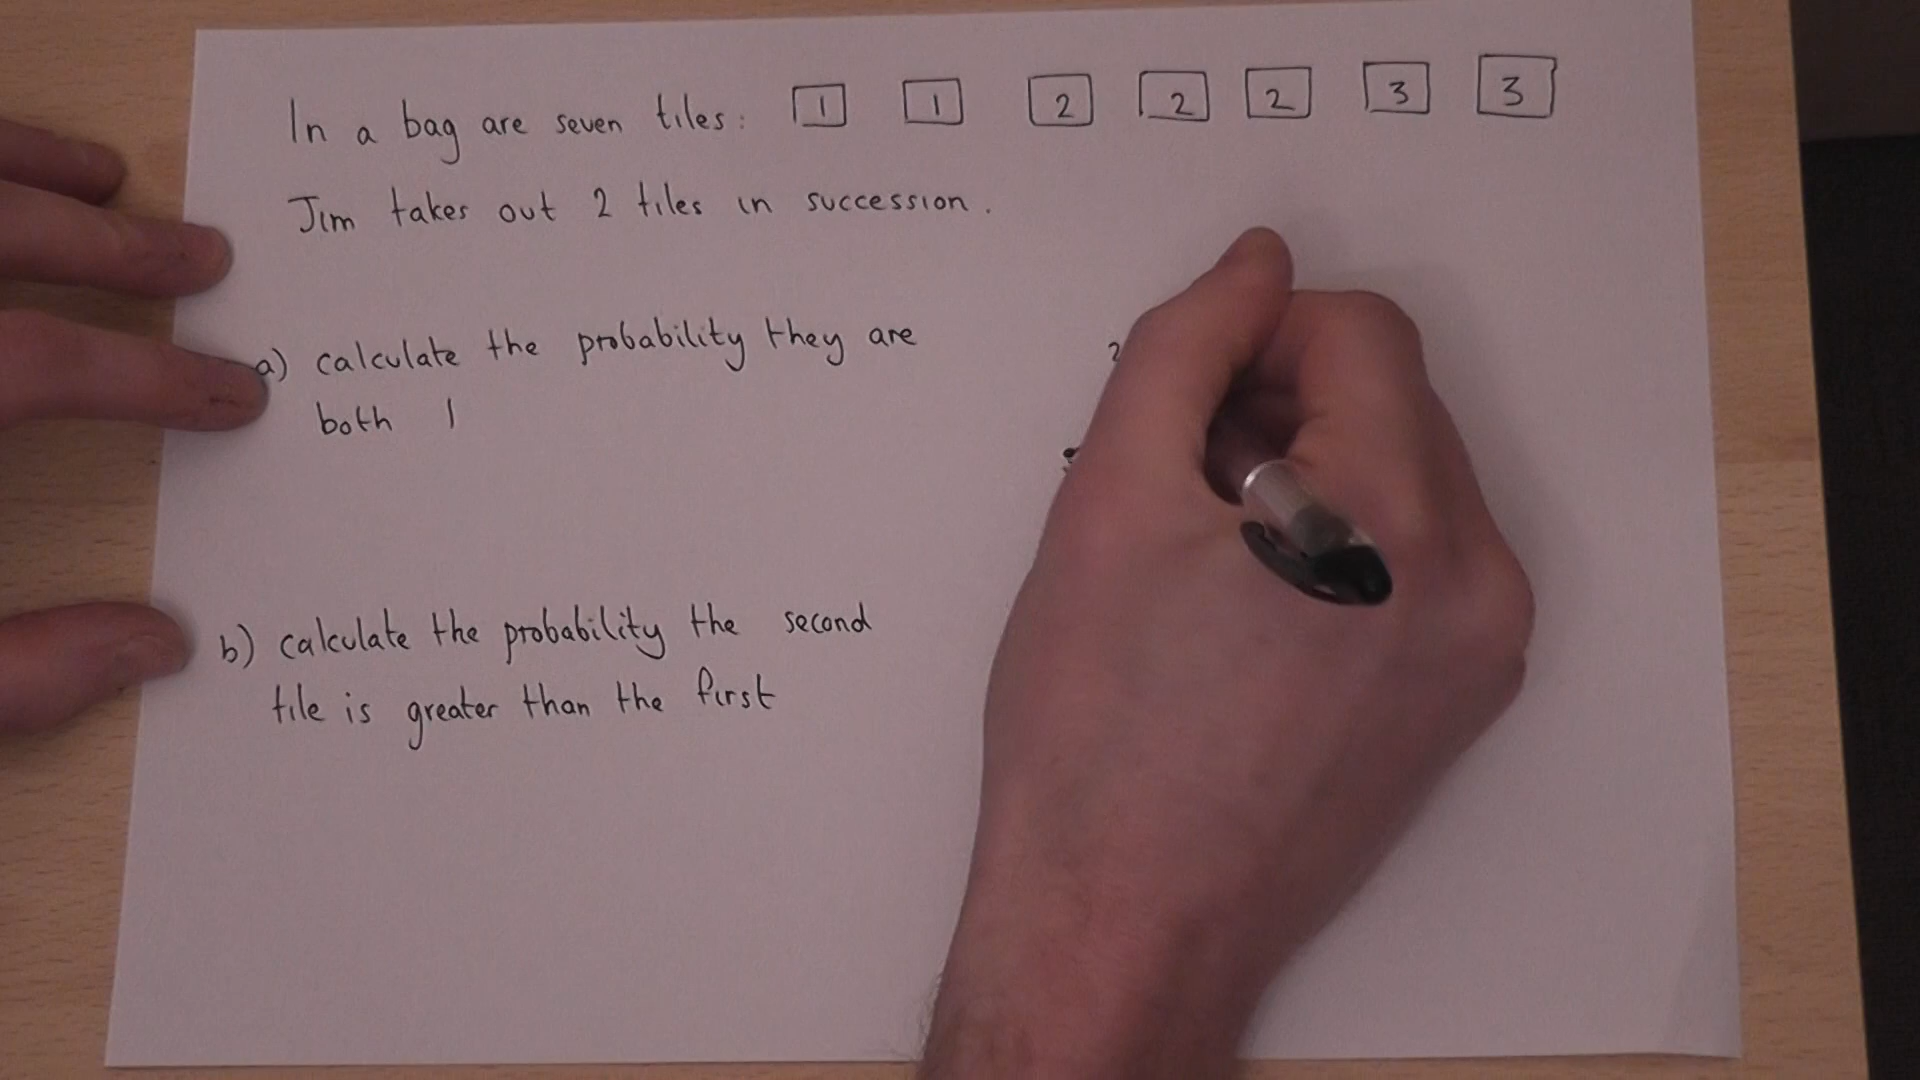 In a bag are seven tiles: 1 1 2 2 2 3 3
Jim takes out 2 tiles in succession.
a) calculate the probability they are
both 1
2
b) calculate the probability the second
tile is greater than the first